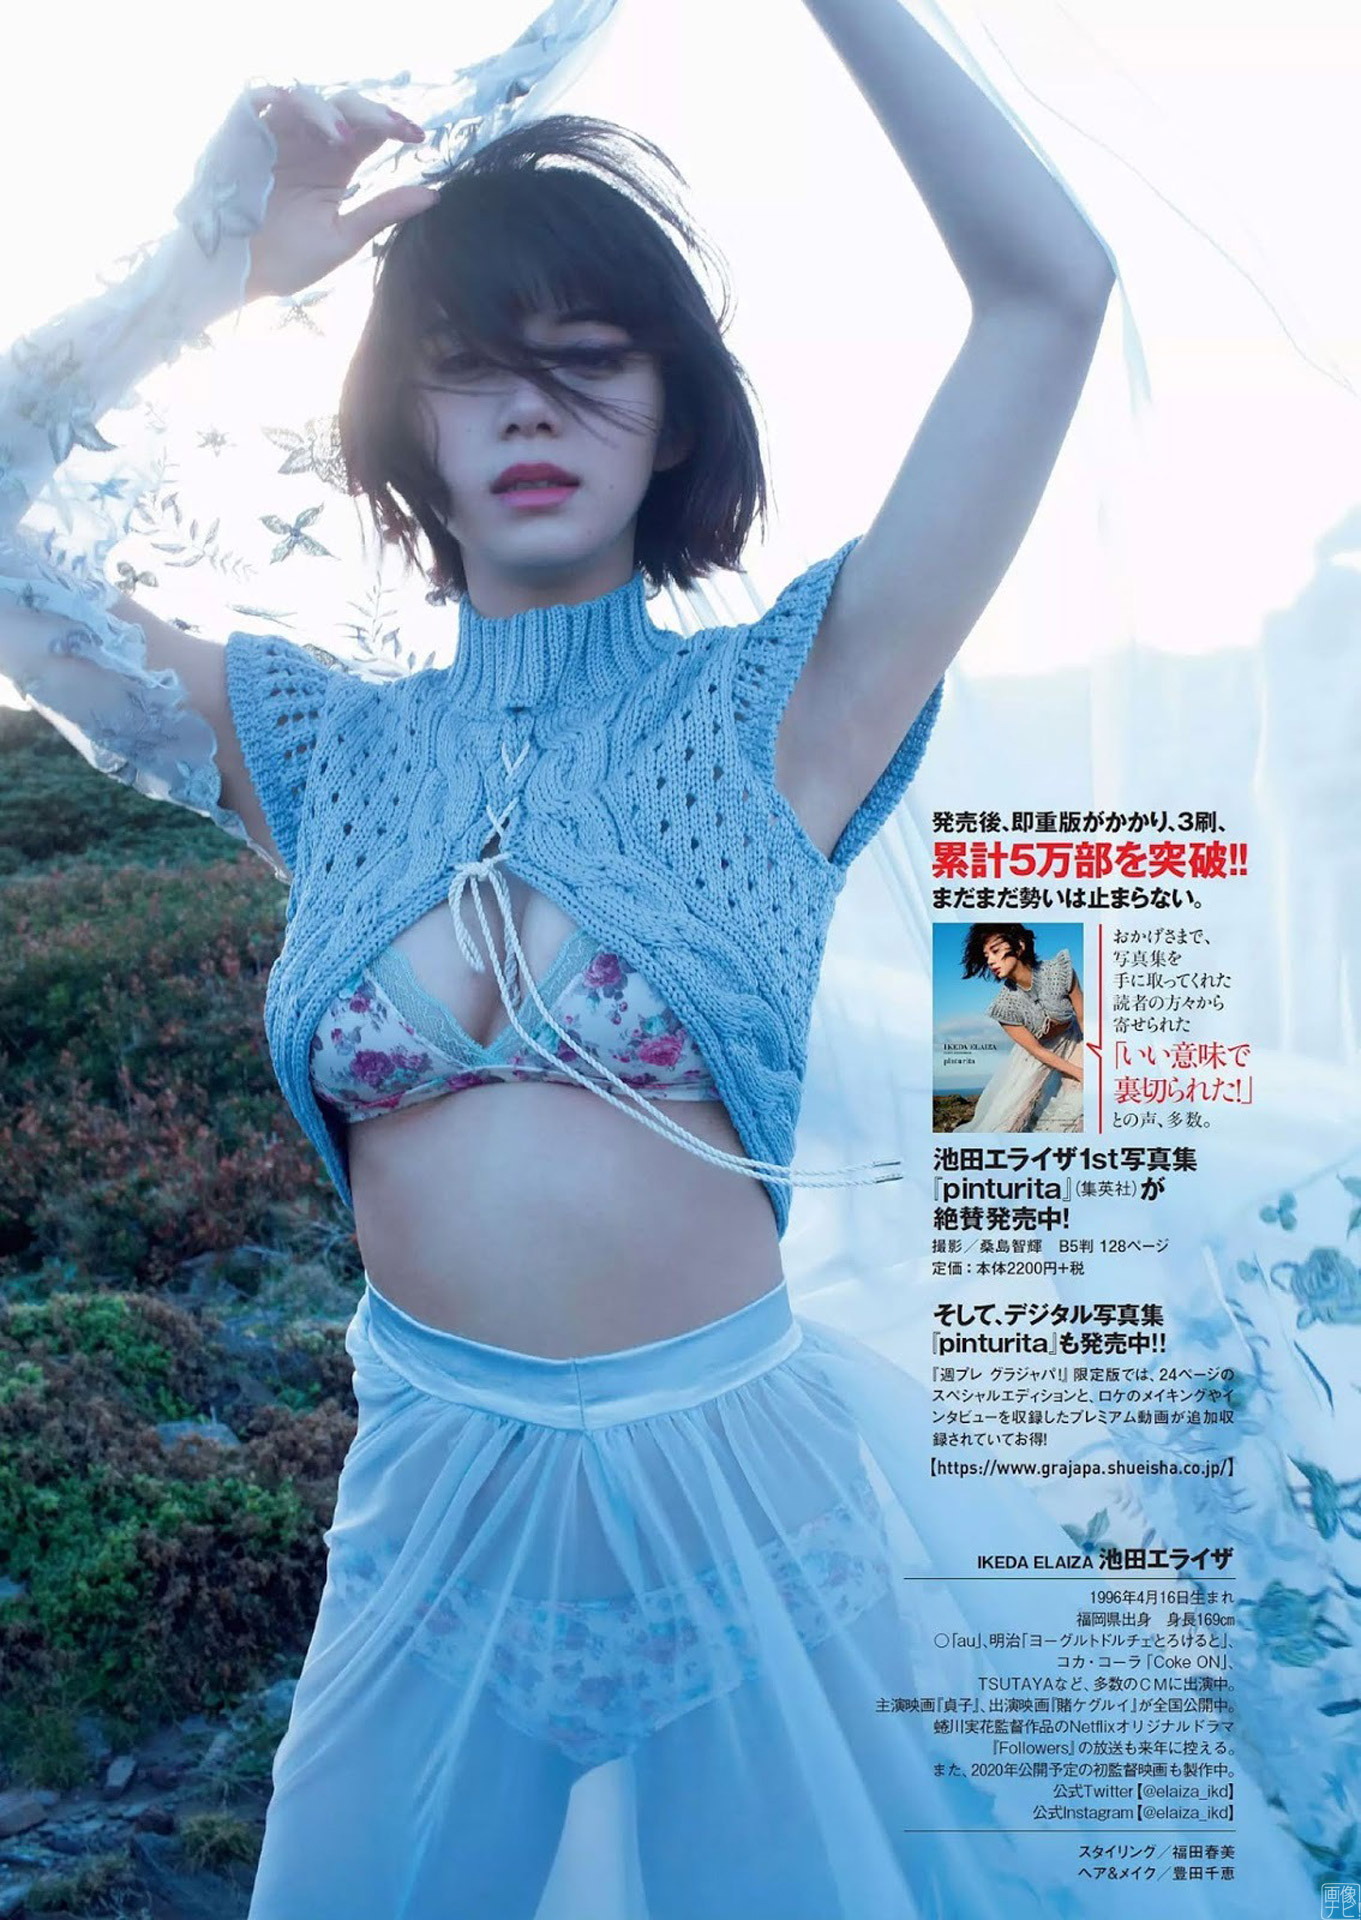 発売後、即重版がかかり、3刷、
累計5万部を突破!!
まだまだ勢いは止まらない。
おかげさまで、
写真集を
手に取ってくれた
読者の方々から
寄せられた
「いい意味で
裏切られた!」
との声、多数。
IKEDA ELAIZA
pinturita
池田エライザ1st写真集
『pinturita』(集英社)が
絶賛発売中!
撮影／桑島智輝　B5判 128ページ
定価：本体2200円+税
そして、デジタル写真集
『pinturita』も発売中!!
『週プレ グラジャパ!』限定版では、24ページの
スペシャルエディションと、ロケのメイキングやイ
ンタビューを収録したプレミアム動画が追加収
録されていてお得!
【https://www.grajapa.shueisha.co.jp/】
IKEDA ELAIZA 池田エライザ
1996年4月16日生まれ
福岡県出身　身長169㎝
○「au」、明治「ヨーグルトドルチェとろけると」、
コカ・コーラ「Coke ON」、
TSUTAYAなど、多数のCMに出演中。
主演映画『貞子』、出演映画『賭ケグルイ』が全国公開中。
蜷川実花監督作品のNetflixオリジナルドラマ
『Followers』の放送も来年に控える。
また、2020年公開予定の初監督映画も製作中。
公式Twitter【@elaiza_ikd】
公式Instagram【@elaiza_ikd】
スタイリング／福田春美
ヘア&メイク／豊田千恵
画像
ナビ!